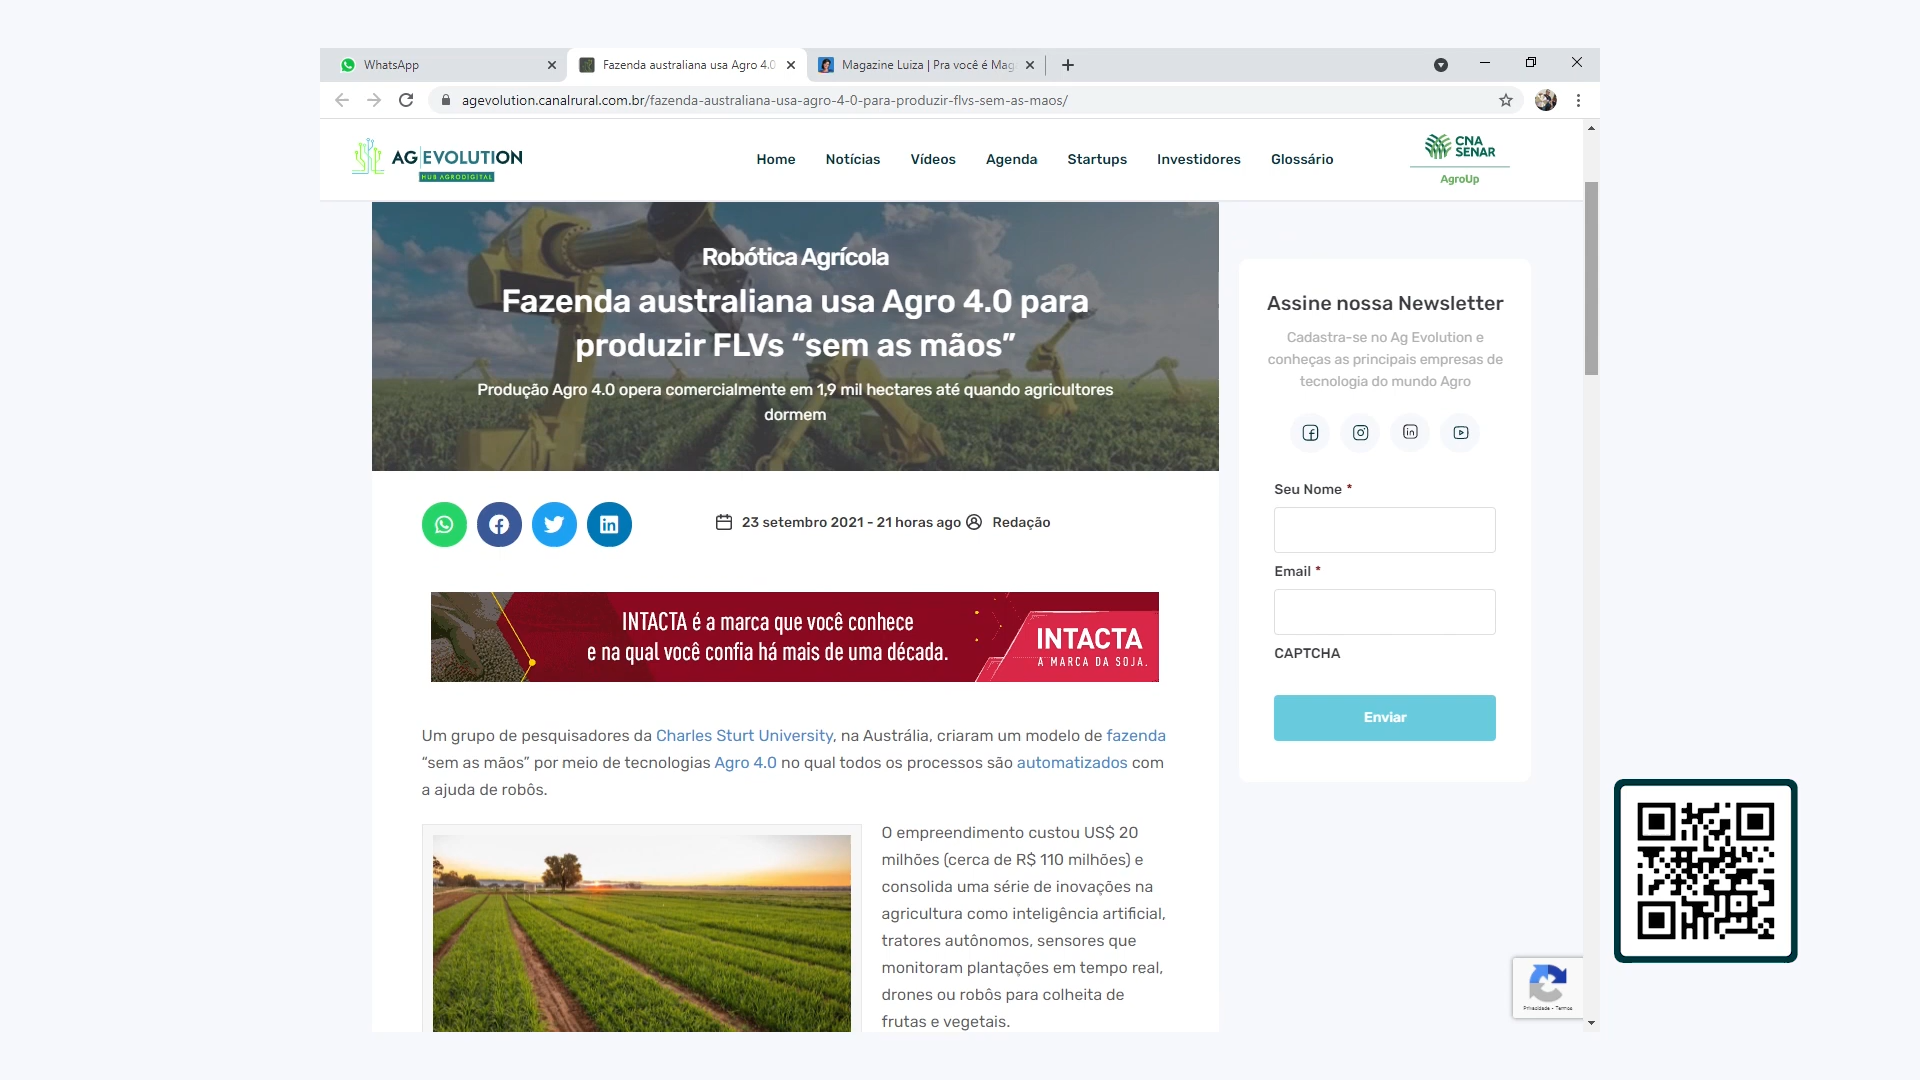 WhatsApp
Fazenda australiana usa Agro 4.0
Magazine Luiza | Pra você é Mag
agevolution.canalrural.com.br/fazenda-australiana-usa-agro-4-0-para-produzir-flvs-sem-as-maos/
AG EVOLUTION
HUB AGRODIGITAL
Home Notícias Vídeos Agenda Startups Investidores Glossário
CNA
SENAR
AgroUp
Robótica Agrícola
Fazenda australiana usa Agro 4.0 para
produzir FLVs “sem as mãos”
Produção Agro 4.0 opera comercialmente em 1,9 mil hectares até quando agricultores
dormem
23 setembro 2021 - 21 horas ago Redação
INTACTA é a marca que você conhece
e na qual você confia há mais de uma década.
INTACTA
A MARCA DA SOJA.
Um grupo de pesquisadores da Charles Sturt University, na Austrália, criaram um modelo de fazenda
“sem as mãos” por meio de tecnologias Agro 4.0 no qual todos os processos são automatizados com
a ajuda de robôs.
O empreendimento custou US$ 20
milhões (cerca de R$ 110 milhões) e
consolida uma série de inovações na
agricultura como inteligência artificial,
tratores autônomos, sensores que
monitoram plantações em tempo real,
drones ou robôs para colheita de
frutas e vegetais.
Assine nossa Newsletter
Cadastra-se no Ag Evolution e
conheças as principais empresas de
tecnologia do mundo Agro
Seu Nome *
Email *
CAPTCHA
Enviar
Privacidade - Termos